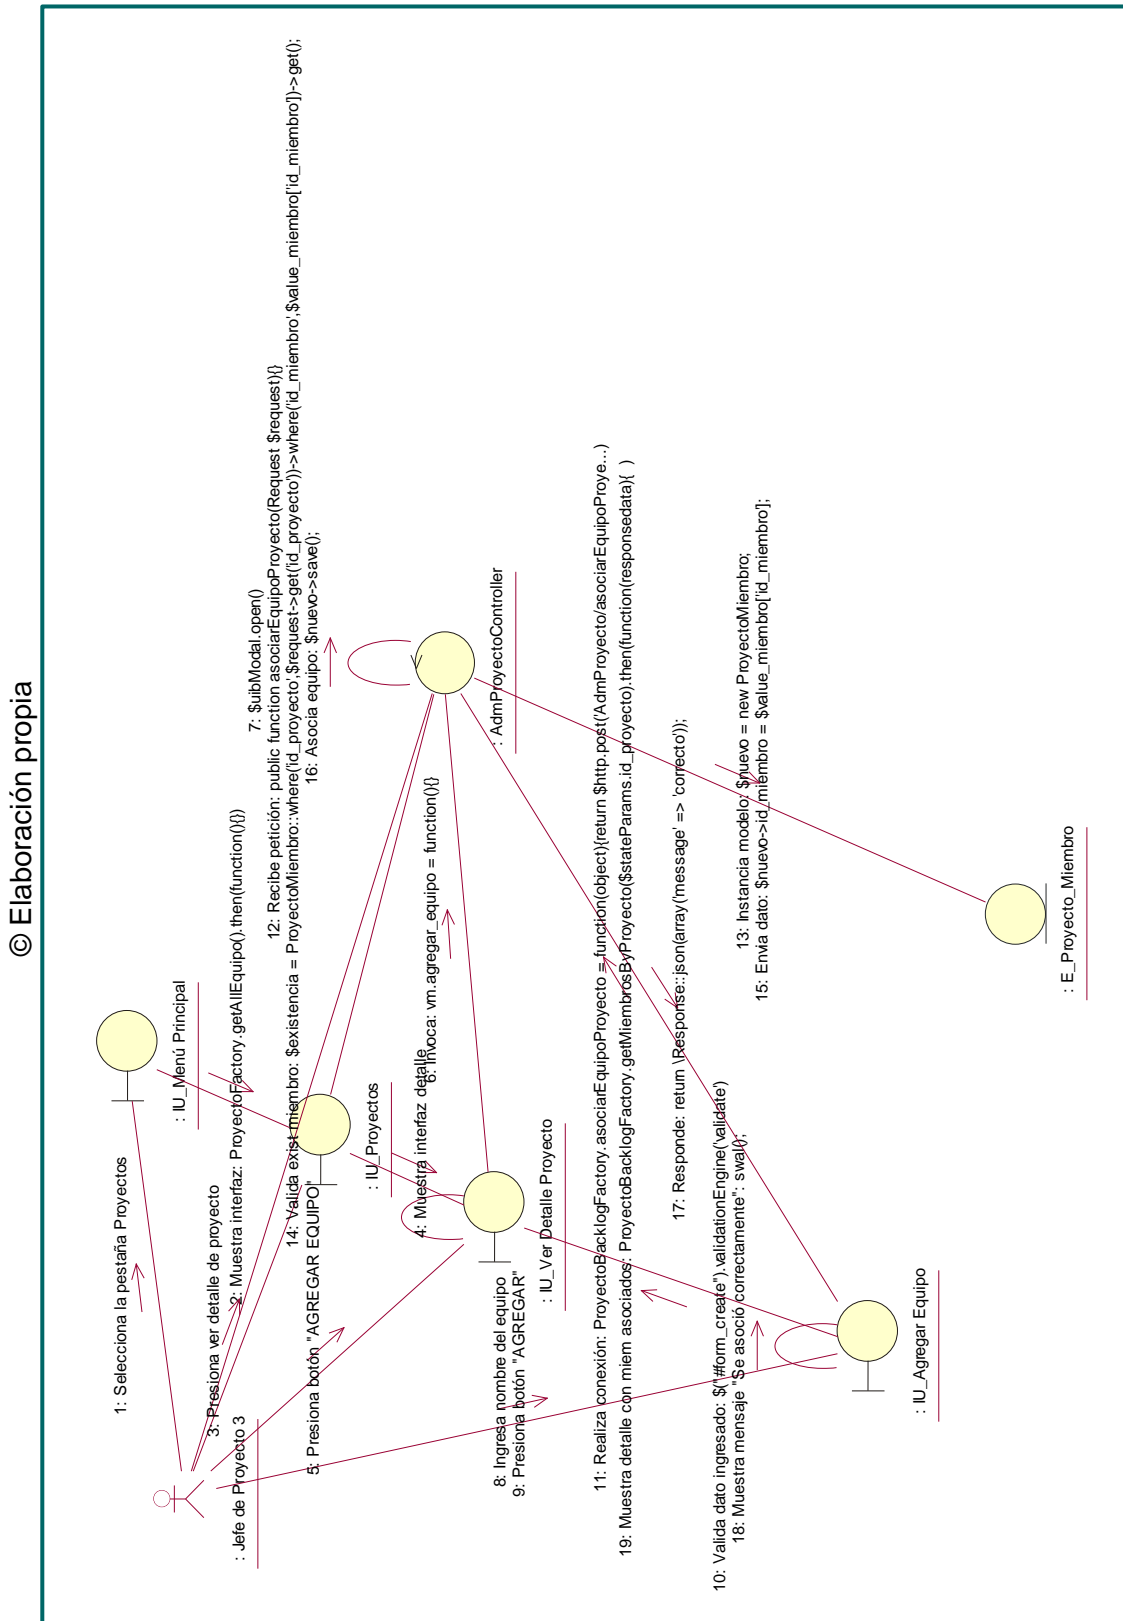 © Elaboración propia
1: Selecciona la pestaña Proyectos
: IU_Menú Principal
3: Presiona ver detalle de proyecto
2: Muestra interfaz: ProyectoFactory.getAllEquipo().then(function(){})
: Jefe de Proyecto 3
7: $uibModal.open()
12: Recibe petición: public function asociarEquipoProyecto(Request $request){}
14: Valida exist miembro: $existencia = ProyectoMiembro::where('id_proyecto',$request->get('id_proyecto'))->where('id_miembro',$value_miembro['id_miembro'])->get();
16: Asocia equipo: $nuevo->save();
5: Presiona botón "AGREGAR EQUIPO"
: IU_Proyectos
4: Muestra interfaz detalle
6: Invoca: vm.agregar_equipo = function(){}
: AdmProyectoController
8: Ingresa nombre del equipo
9: Presiona botón "AGREGAR"
: IU_Ver Detalle Proyecto
11: Realiza conexión: ProyectoBacklogFactory.asociarEquipoProyecto = function(object){return $http.post('AdmProyecto/asociarEquipoProye...)
19: Muestra detalle con miem asociados: ProyectoBacklogFactory.getMiembrosByProyecto($stateParams.id_proyecto).then(function(responsedata){ )
17: Responde: return \Response::json(array('message' => 'correcto'));
10: Valida dato ingresado: $("#form_create").validationEngine('validate')
18: Muestra mensaje "Se asoció correctamente": swal();
13: Instancia modelo: $nuevo = new ProyectoMiembro;
15: Envia dato: $nuevo->id_miembro = $value_miembro['id_miembro'];
: IU_Agregar Equipo
: E_Proyecto_Miembro